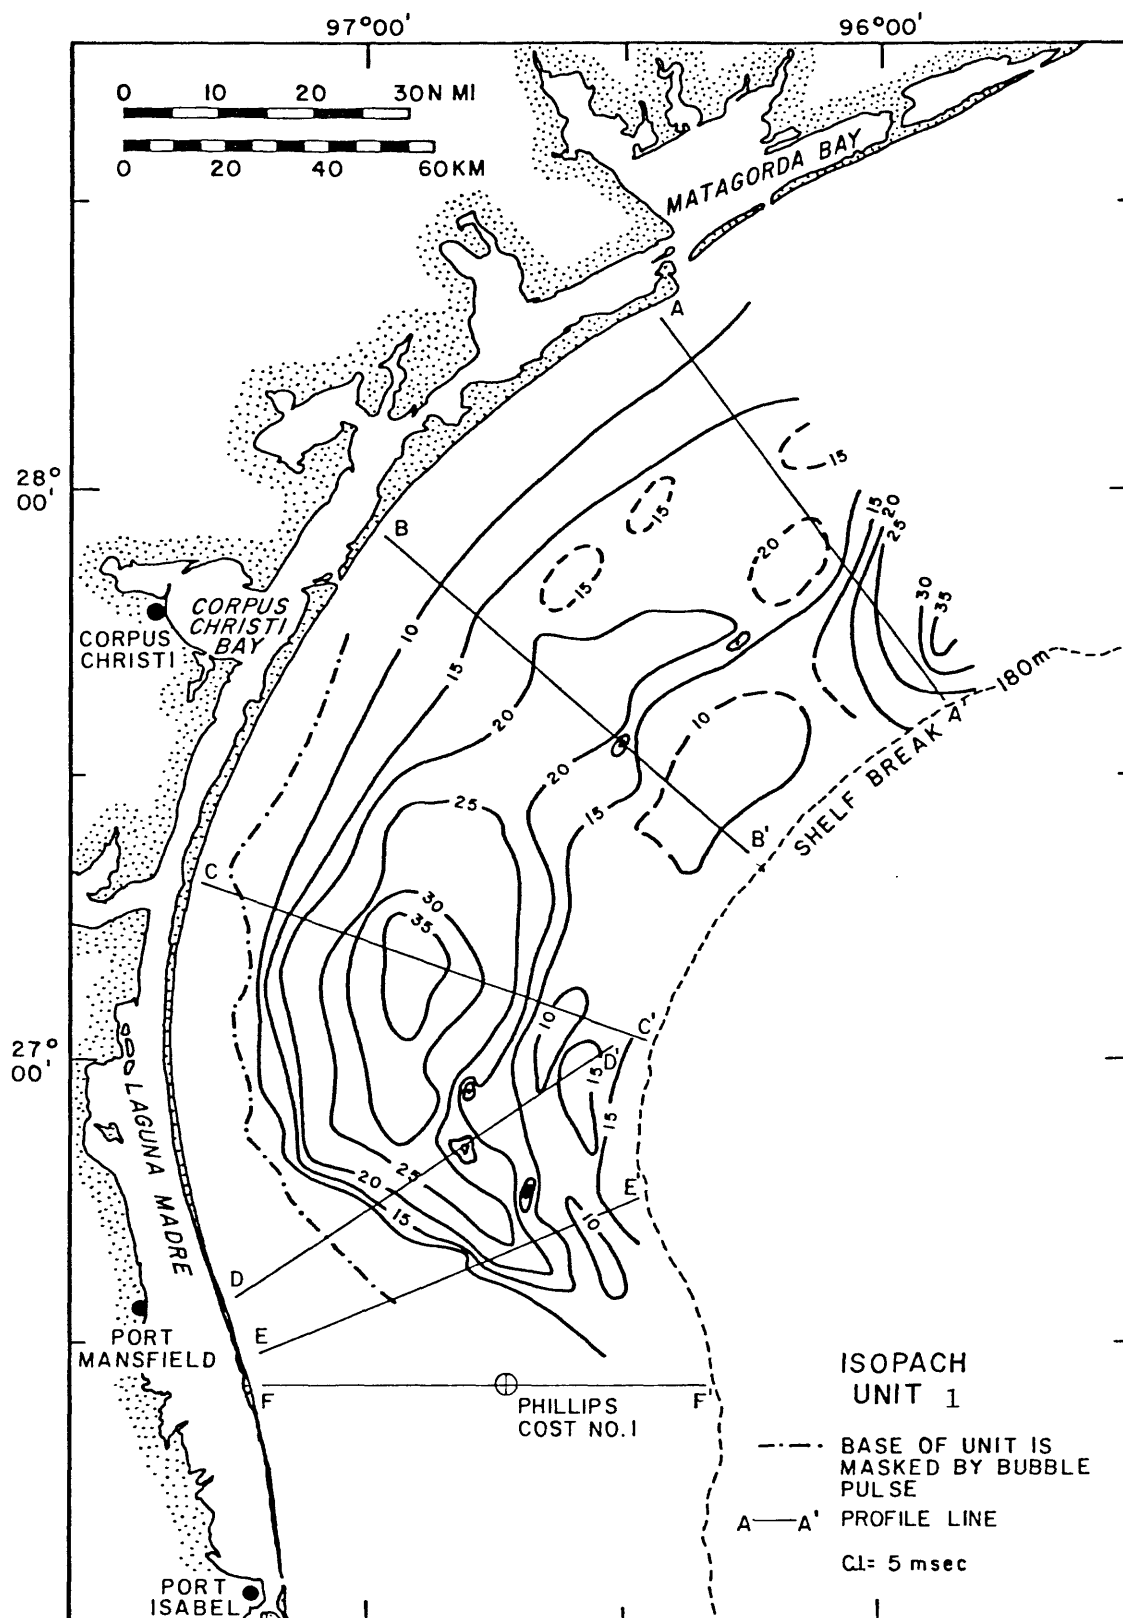 97°00'
96°00'
0 10 20 30 N MI
0 20 40 60 KM
MATAGORDA BAY
A
15
28°
00'
B
15
20
15
20
25
15
30
35
CORPUS
CHRISTI
CORPUS
CHRISTI
BAY
10
15
20
10
180m
A'
20
15
SHELF BREAK
B'
25
C
30
35
10
C'
D'
27°
00'
15
15
LAGUNA MADRE
25
20
15
E'
10
D
E
PORT
MANSFIELD
F
PHILLIPS
COST NO.1
F'
ISOPACH
UNIT 1
BASE OF UNIT IS
MASKED BY BUBBLE
PULSE
A A' PROFILE LINE
C.I.= 5 msec
PORT
ISABEL